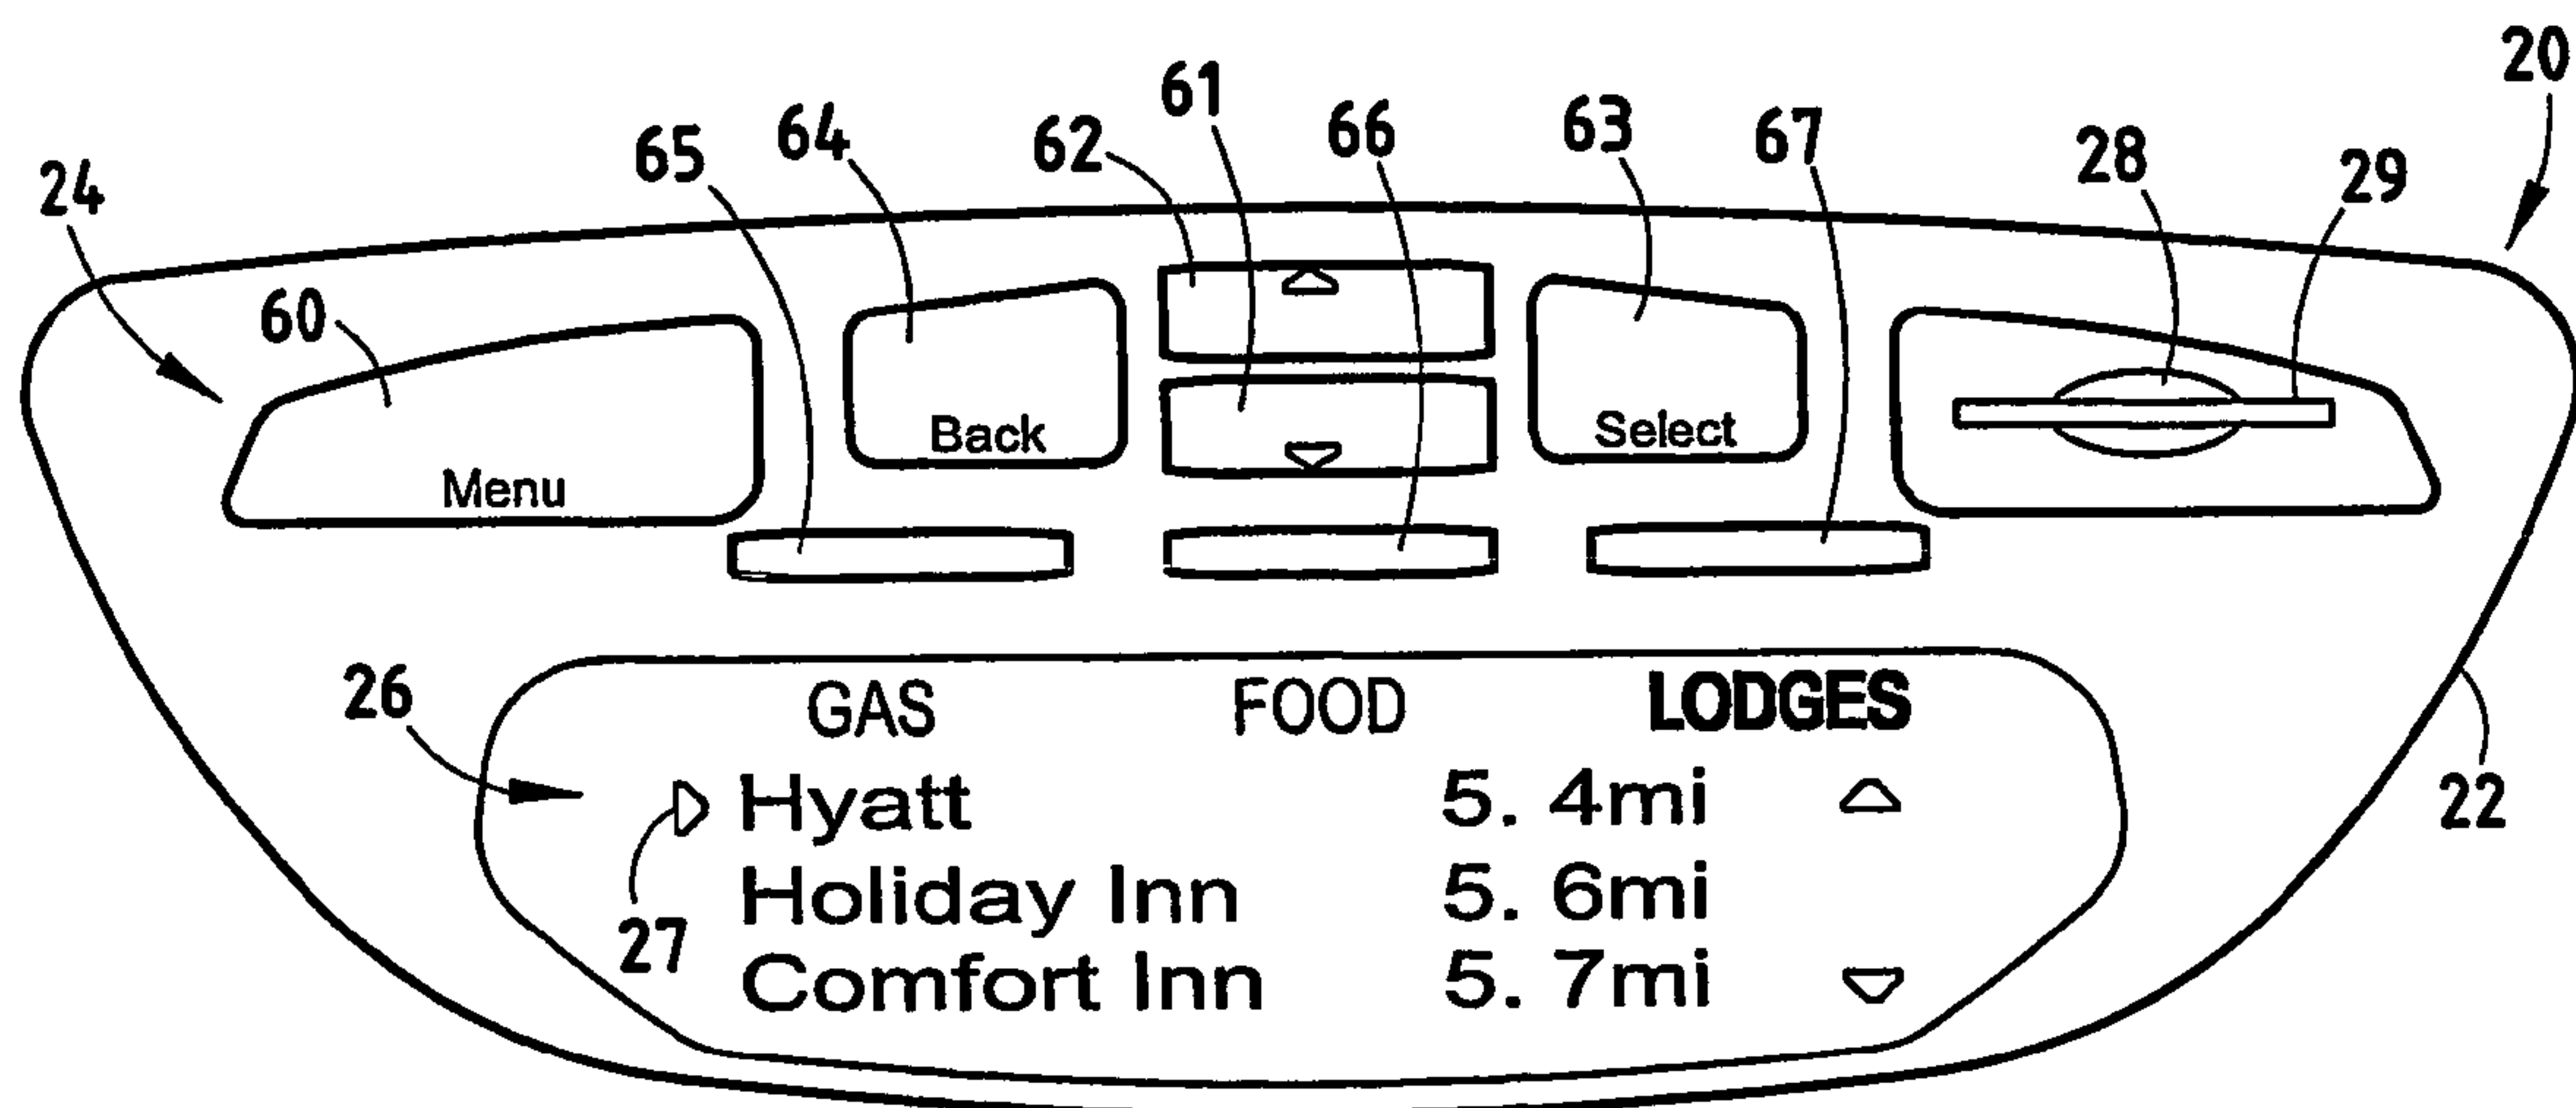 20
61
65 64 62 66 63 67 28 29
24
60
Back
Select
Menu
26
GAS FOOD LODGES
Hyatt 5. 4mi
22
Holiday Inn 5. 6mi
27
Comfort Inn 5. 7mi